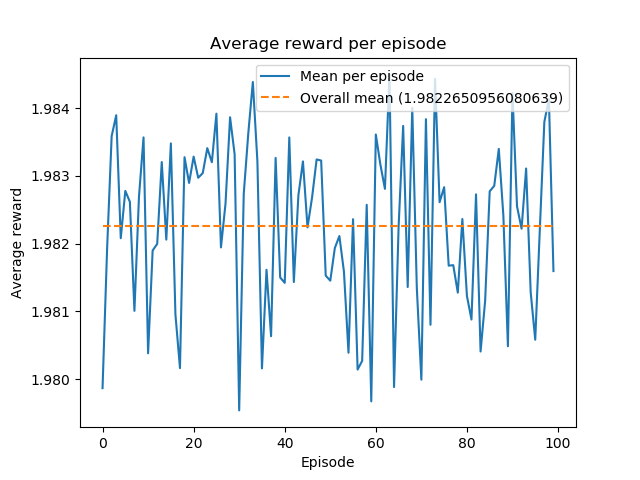 Average reward per episode
Mean per episode
Overall mean (1.9822650956080639)
1.984
1.983
1.982
1.981
1.980
Average reward
0 20 40 60 80 100
Episode